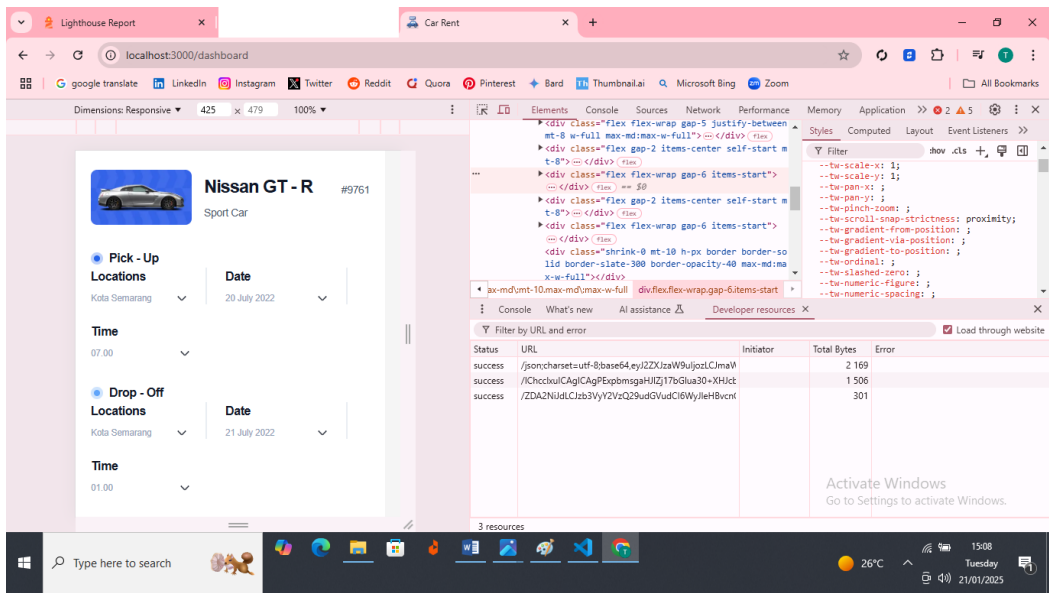 Lighthouse Report
Car Rent
localhost:3000/dashboard
T
google translate
LinkedIn
Instagram
Twitter
Reddit
Quora
Pinterest
Bard
Thumbnail.ai
Microsoft Bing
Zoom
All Bookmarks
Dimensions: Responsive ▼ 425 × 479 100% ▼
Elements Console Sources Network Performance Memory Application 2 5
Nissan GT - R #9761
Sport Car
Pick - Up
Locations Date
Kota Semarang 20 July 2022
Time
07.00
Drop - Off
Locations Date
Kota Semarang 21 July 2022
Time
01.00
<div class="flex flex-wrap gap-5 justify-between
mt-8 w-full max-md:max-w-full">⋯</div> flex
<div class="flex gap-2 items-center self-start m
t-8">⋯</div> flex
<div class="flex flex-wrap gap-6 items-start">
⋯</div> flex == $0
<div class="flex gap-2 items-center self-start m
t-8">⋯</div> flex
<div class="flex flex-wrap gap-6 items-start">
⋯</div> flex
<div class="shrink-0 mt-10 h-px border border-so
lid border-slate-300 border-opacity-40 max-md:ma
x-w-full"></div>
ax-md\:mt-10.max-md\:max-w-full div.flex.flex-wrap.gap-6.items-start
Styles Computed Layout Event Listeners
Filter :hov .cls
--tw-scale-x: 1;
--tw-scale-y: 1;
--tw-pan-x: ;
--tw-pan-y: ;
--tw-pinch-zoom: ;
--tw-scroll-snap-strictness: proximity;
--tw-gradient-from-position: ;
--tw-gradient-via-position: ;
--tw-gradient-to-position: ;
--tw-ordinal: ;
--tw-slashed-zero: ;
--tw-numeric-figure: ;
--tw-numeric-spacing: ;
Console What's new AI assistance Developer resources
Filter by URL and error Load through website
Status URL Initiator Total Bytes Error
success 2 169
success 1 506
success 301
3 resources
Activate Windows
Go to Settings to activate Windows.
Type here to search
26°C
15:08
Tuesday
21/01/2025
1